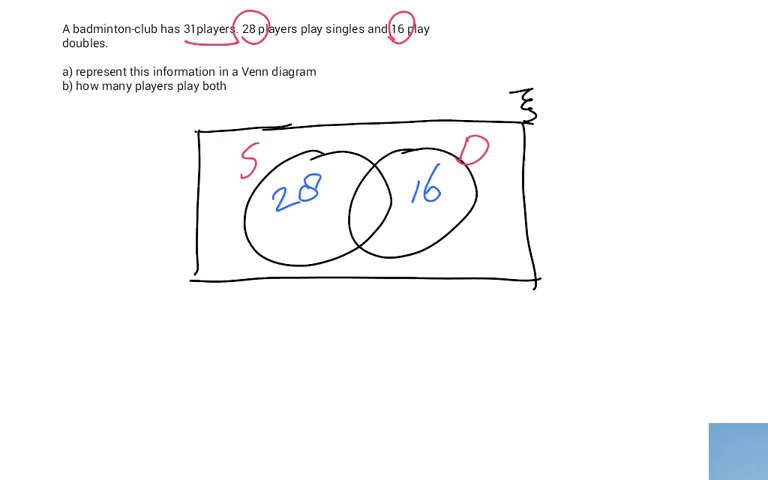 A badminton-club has 31players. 28 players play singles and 16 play
doubles.
a) represent this information in a Venn diagram
b) how many players play both
ξ
S D
28 16